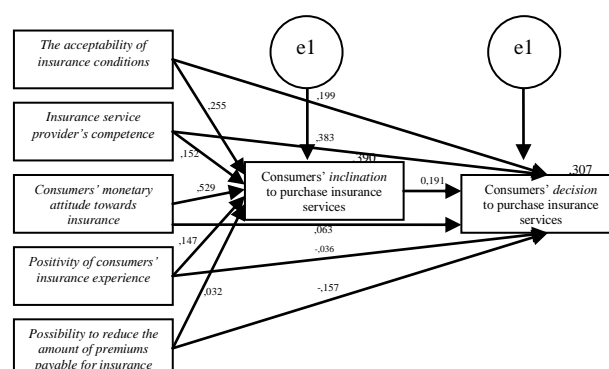 The acceptability of
insurance conditions
Insurance service
provider's competence
Consumers' monetary
attitude towards
insurance
Positivity of consumers'
insurance experience
Possibility to reduce the
amount of premiums
payable for insurance
e1
e1
,255
,199
,152
,383
,529
,147
,032
,390
Consumers' inclination
to purchase insurance
services
0,191
,307
Consumers' decision
to purchase insurance
services
,063
-,036
-,157